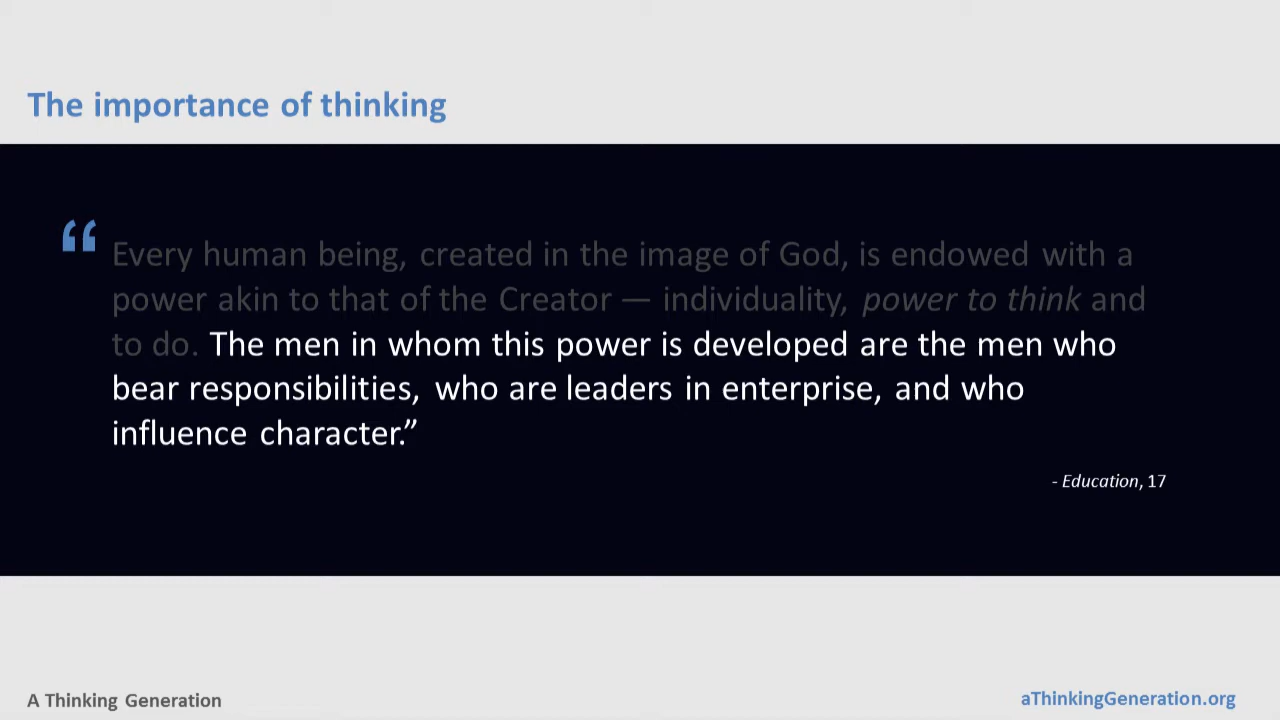 The importance of thinking
“
Every human being, created in the image of God, is endowed with a
power akin to that of the Creator — individuality, power to think and
to do. The men in whom this power is developed are the men who
bear responsibilities, who are leaders in enterprise, and who
influence character.”
- Education, 17
A Thinking Generation
aThinkingGeneration.org